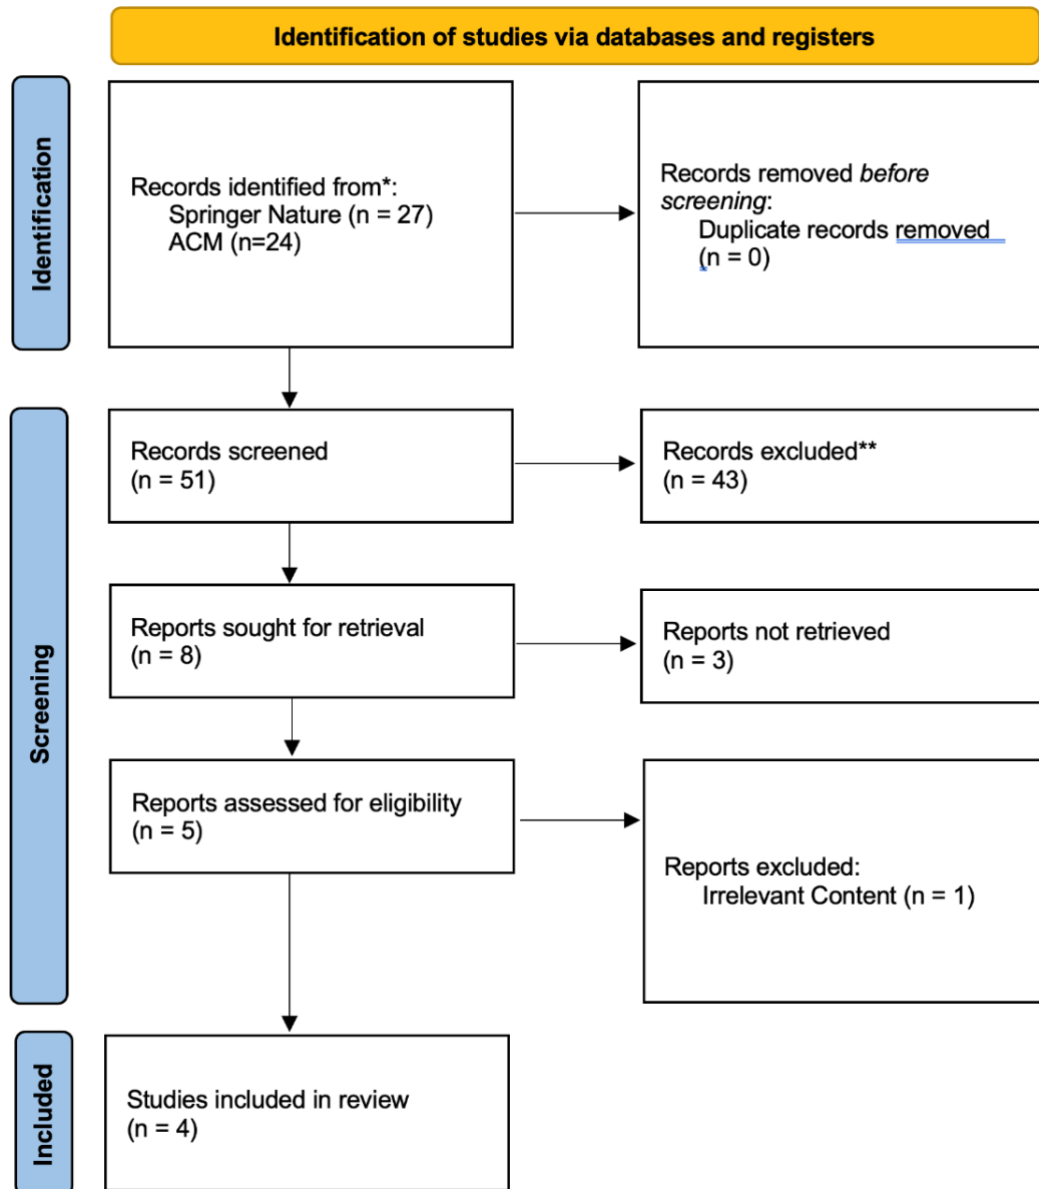 Identification of studies via databases and registers
Identification
Records identified from*:
Springer Nature (n = 27)
ACM (n=24)
Records removed before
screening:
Duplicate records removed
(n = 0)
Screening
Records screened
(n = 51)
Records excluded**
(n = 43)
Reports sought for retrieval
(n = 8)
Reports not retrieved
(n = 3)
Reports assessed for eligibility
(n = 5)
Reports excluded:
Irrelevant Content (n = 1)
Included
Studies included in review
(n = 4)